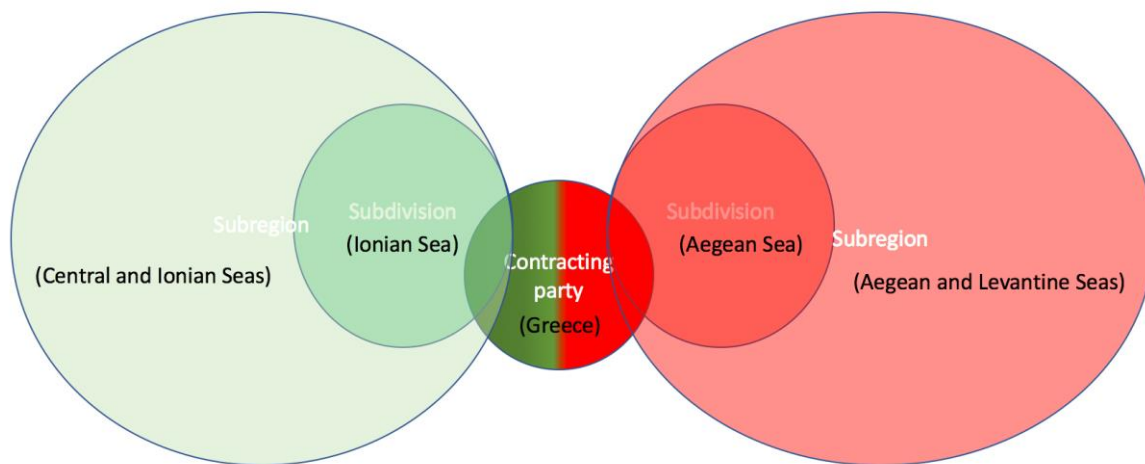 Subregion
(Central and Ionian Seas)
Subdivision
(Ionian Sea)
Contracting
party
(Greece)
Subdivision
(Aegean Sea)
Subregion
(Aegean and Levantine Seas)